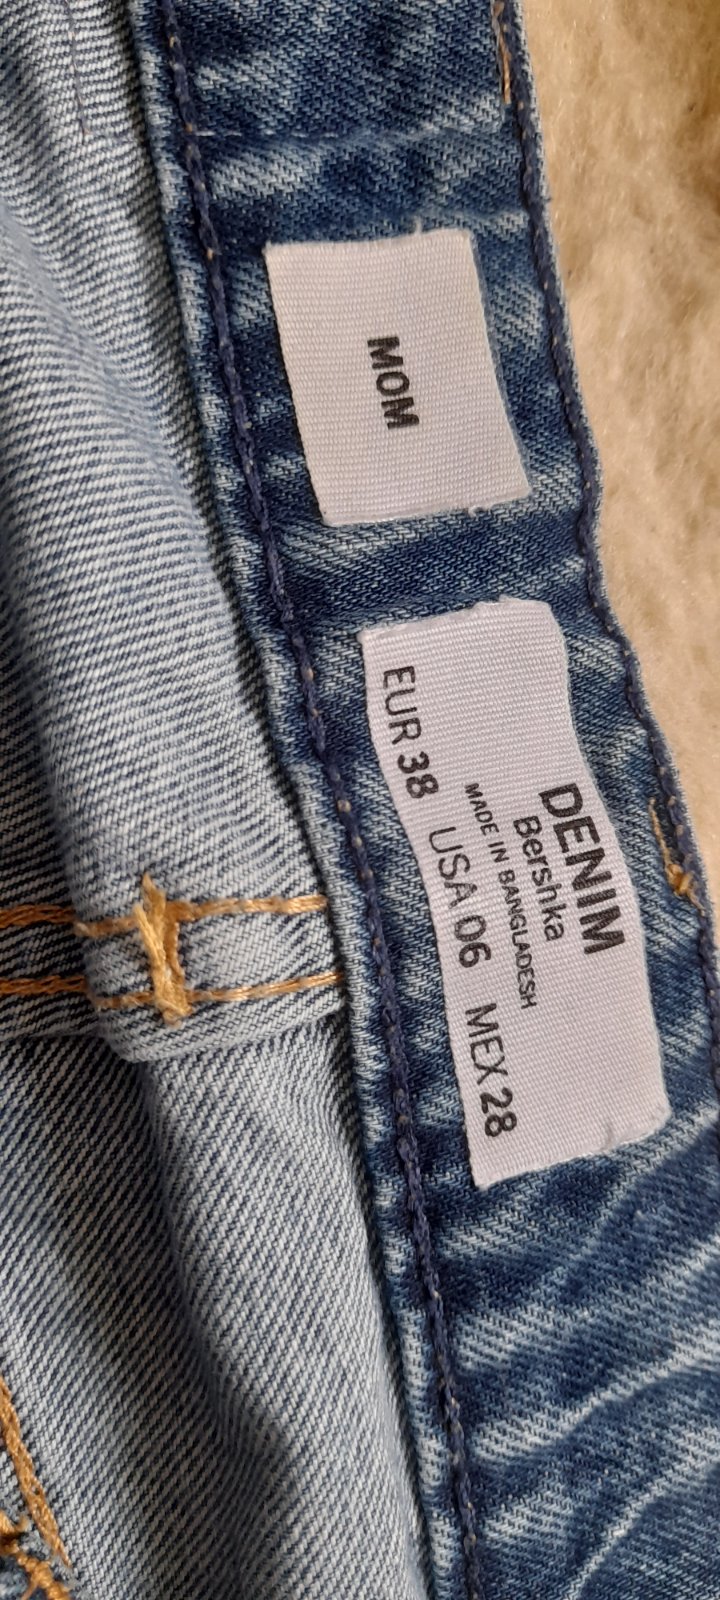 MOM
DENIM
Bershka
MADE IN BANGLADESH
EUR 38 USA 06 MEX 28